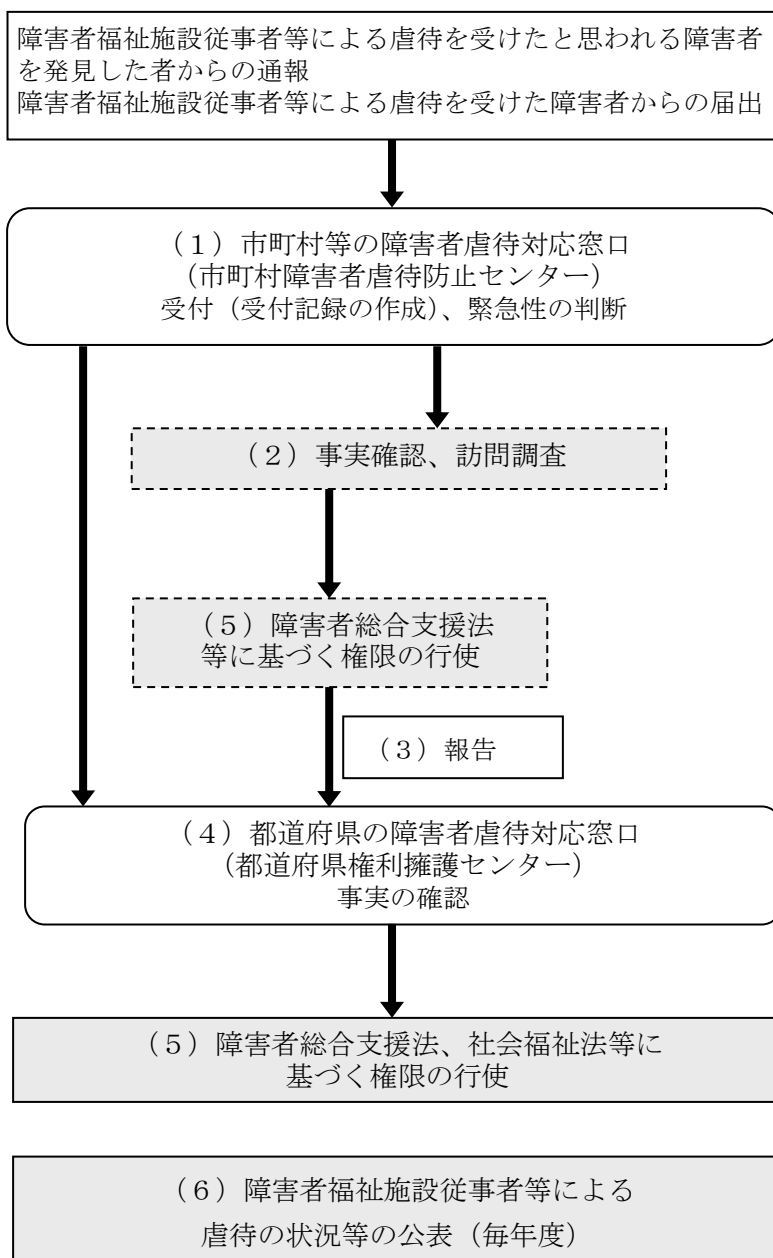 障害者福祉施設従事者等による虐待を受けたと思われる障害者
を発見した者からの通報
障害者福祉施設従事者等による虐待を受けた障害者からの届出
（１）市町村等の障害者虐待対応窓口
（市町村障害者虐待防止センター）
受付（受付記録の作成）、緊急性の判断
（２）事実確認、訪問調査
（５）障害者総合支援法
等に基づく権限の行使
（３）報告
（４）都道府県の障害者虐待対応窓口
（都道府県権利擁護センター）
事実の確認
（５）障害者総合支援法、社会福祉法等に
基づく権限の行使
（６）障害者福祉施設従事者等による
虐待の状況等の公表（毎年度）